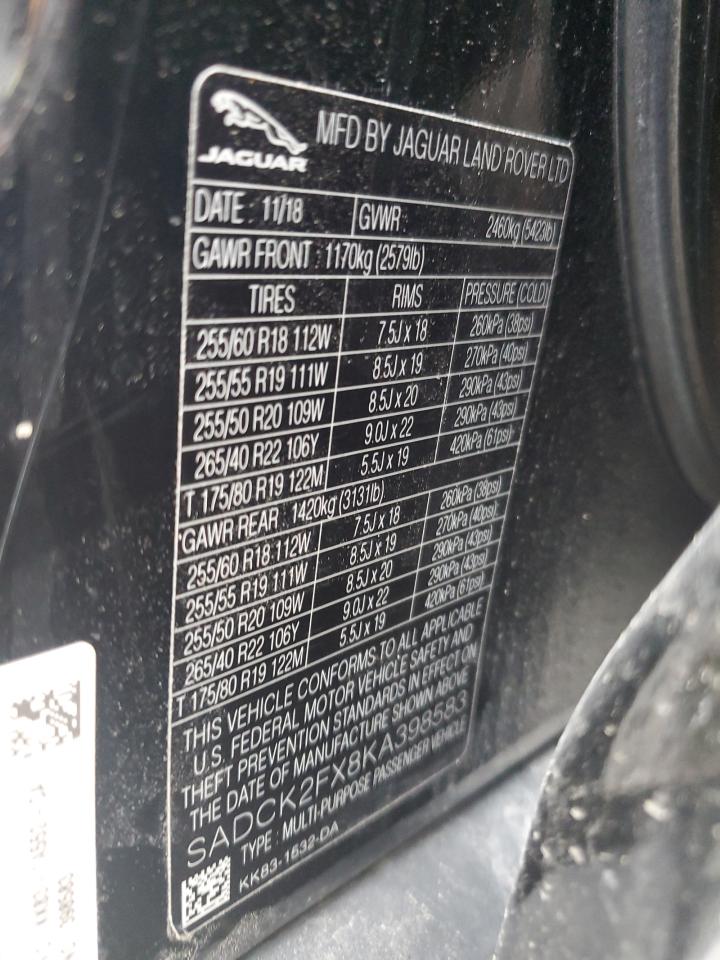 JAGUAR
MFD BY JAGUAR LAND ROVER LTD
DATE : 11/18 GVWR : 2460kg (5423lb)
GAWR FRONT : 1170kg (2579lb)
TIRES RIMS PRESSURE (COLD)
255/60 R18 112W 7.5J x 18 260kPa (38psi)
255/55 R19 111W 8.5J x 19 270kPa (40psi)
255/50 R20 109W 8.5J x 20 290kPa (43psi)
265/40 R22 106Y 9.0J x 22 290kPa (43psi)
T 175/80 R19 122M 5.5J x 19 420kPa (61psi)
GAWR REAR : 1420kg (3131lb)
255/60 R18 112W 7.5J x 18 260kPa (38psi)
255/55 R19 111W 8.5J x 19 270kPa (40psi)
255/50 R20 109W 8.5J x 20 290kPa (43psi)
265/40 R22 106Y 9.0J x 22 290kPa (43psi)
T 175/80 R19 122M 5.5J x 19 420kPa (61psi)
THIS VEHICLE CONFORMS TO ALL APPLICABLE
U.S. FEDERAL MOTOR VEHICLE SAFETY AND
THEFT PREVENTION STANDARDS IN EFFECT ON
THE DATE OF MANUFACTURE SHOWN ABOVE
SADCK2FX8KA398583
TYPE : MULTI-PURPOSE PASSENGER VEHICLE
KK83-1532-DA